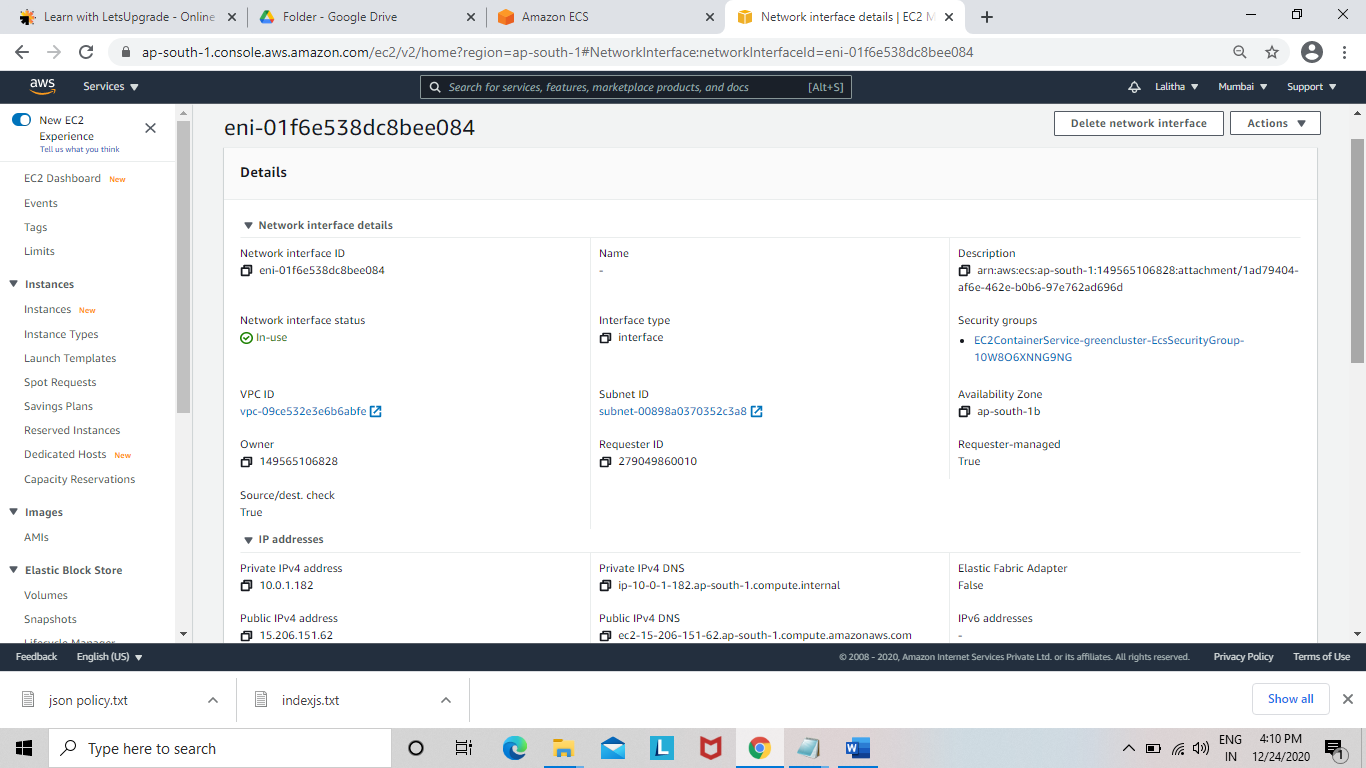 Learn with LetsUpgrade - Online
Folder - Google Drive
Amazon ECS
Network interface details | EC2 M
ap-south-1.console.aws.amazon.com/ec2/v2/home?region=ap-south-1#NetworkInterface:networkInterfaceId=eni-01f6e538dc8bee084
aws
Services
Search for services, features, marketplace products, and docs
[Alt+S]
Lalitha
Mumbai
Support
New EC2
Experience
Tell us what you think
EC2 Dashboard New
Events
Tags
Limits
Instances
Instances New
Instance Types
Launch Templates
Spot Requests
Savings Plans
Reserved Instances
Dedicated Hosts New
Capacity Reservations
Images
AMIs
Elastic Block Store
Volumes
Snapshots
Lifecycle Manager
eni-01f6e538dc8bee084
Delete network interface
Actions
Details
Network interface details
Network interface ID
eni-01f6e538dc8bee084
Name
-
Description
arn:aws:ecs:ap-south-1:149565106828:attachment/1ad79404-
af6e-462e-b0b6-97e762ad696d
Network interface status
In-use
Interface type
interface
Security groups
EC2ContainerService-greencluster-EcsSecurityGroup-
10W8O6XNNG9NG
VPC ID
vpc-09ce532e3e6b6abfe
Subnet ID
subnet-00898a0370352c3a8
Availability Zone
ap-south-1b
Owner
149565106828
Requester ID
279049860010
Requester-managed
True
Source/dest. check
True
IP addresses
Private IPv4 address
10.0.1.182
Private IPv4 DNS
ip-10-0-1-182.ap-south-1.compute.internal
Elastic Fabric Adapter
False
Public IPv4 address
15.206.151.62
Public IPv4 DNS
ec2-15-206-151-62.ap-south-1.compute.amazonaws.com
IPv6 addresses
-
Feedback
English (US)
© 2008 - 2020, Amazon Internet Services Private Ltd. or its affiliates. All rights reserved.
Privacy Policy
Terms of Use
json policy.txt
indexjs.txt
Show all
Type here to search
L
W
ENG
IN
4:10 PM
12/24/2020
1